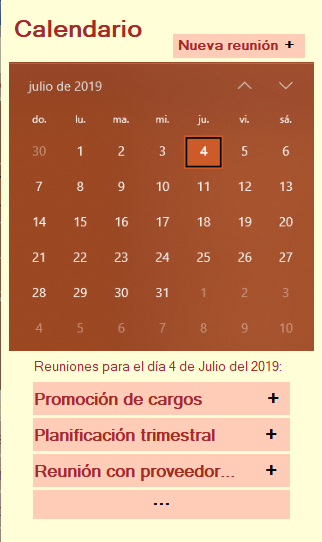 Calendario
Nueva reunión +
julio de 2019
do. lu. ma. mi. ju. vi. sá.
30 1 2 3 4 5 6
7 8 9 10 11 12 13
14 15 16 17 18 19 20
21 22 23 24 25 26 27
28 29 30 31 1 2 3
4 5 6 7 8 9 10
Reuniones para el día 4 de Julio del 2019:
Promoción de cargos +
Planificación trimestral +
Reunión con proveedor... +
...